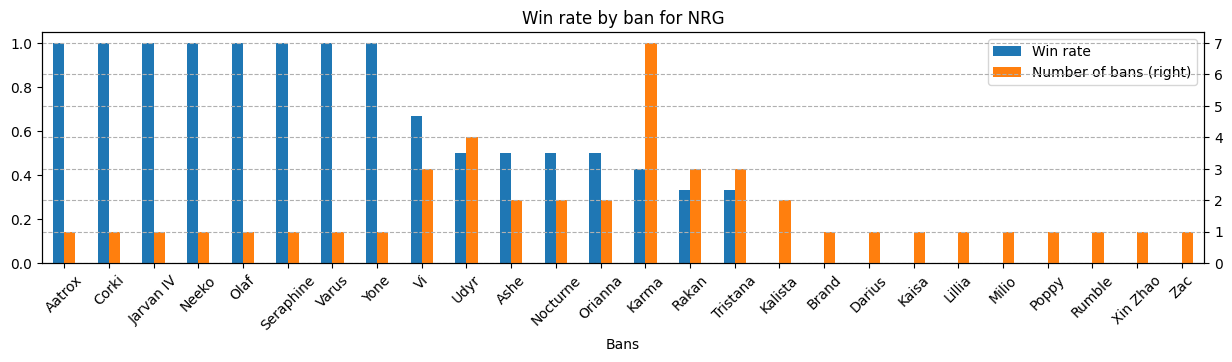 Win rate by ban for NRG
Win rate
Number of bans (right)
1.0
0.8
0.6
0.4
0.2
0.0
7
6
5
4
3
2
1
0
Aatrox
Corki
Jarvan IV
Neeko
Olaf
Seraphine
Varus
Yone
Vi
Udyr
Ashe
Nocturne
Orianna
Karma
Rakan
Tristana
Kalista
Brand
Darius
Kaisa
Lillia
Milio
Poppy
Rumble
Xin Zhao
Zac
Bans